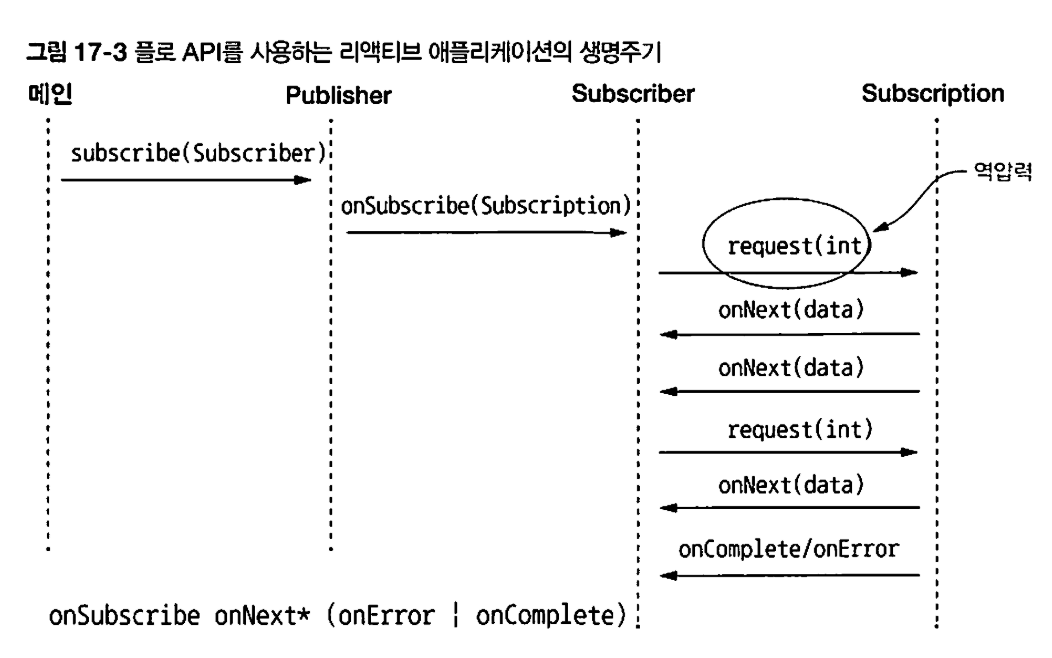 그림 17-3 플로 API를 사용하는 리액티브 애플리케이션의 생명주기
메인 Publisher Subscriber Subscription
subscribe(Subscriber)
역압력
onSubscribe(Subscription)
request(int)
onNext(data)
onNext(data)
request(int)
onNext(data)
onComplete/onError
onSubscribe onNext* (onError | onComplete)